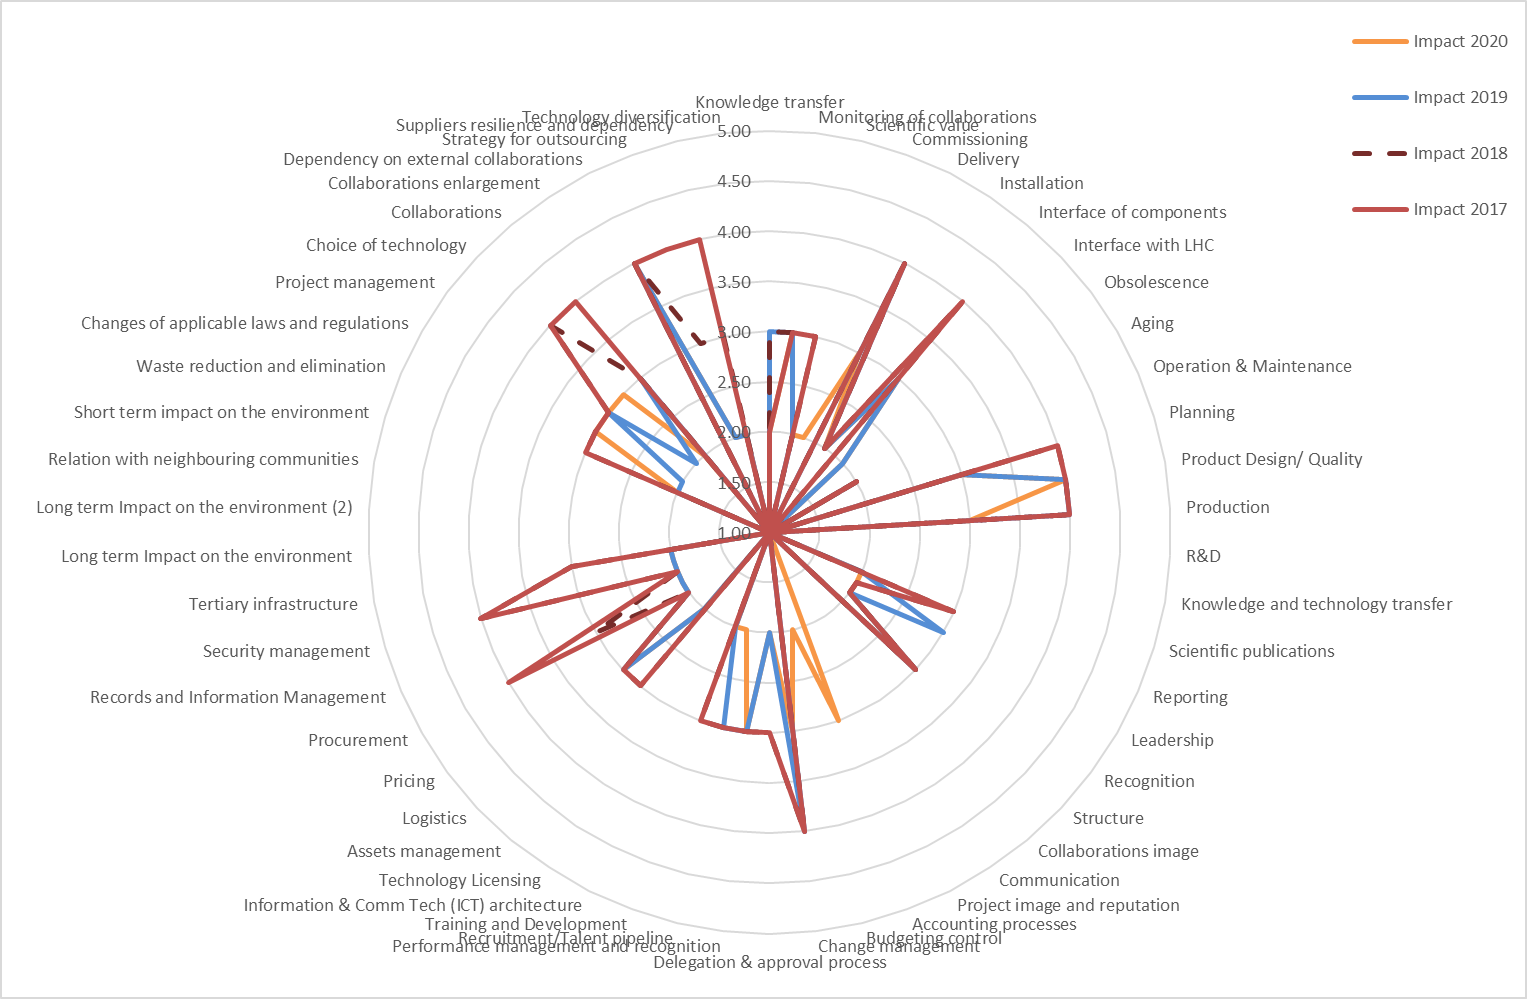 Impact 2020
Impact 2019
Impact 2018
Impact 2017
Knowledge transfer
Monitoring of collaborations
Scientific value
Commissioning
Delivery
Installation
Interface of components
Interface with LHC
Obsolescence
Aging
Operation & Maintenance
Planning
Product Design/ Quality
Production
R&D
Knowledge and technology transfer
Scientific publications
Reporting
Leadership
Recognition
Structure
Collaborations image
Communication
Project image and reputation
Accounting processes
Budgeting control
Change management
Delegation & approval process
Performance management and recognition
Recruitment/Talent pipeline
Training and Development
Information & Comm Tech (ICT) architecture
Technology Licensing
Assets management
Logistics
Pricing
Procurement
Records and Information Management
Security management
Tertiary infrastructure
Long term Impact on the environment
Long term Impact on the environment (2)
Relation with neighbouring communities
Short term impact on the environment
Waste reduction and elimination
Changes of applicable laws and regulations
Project management
Choice of technology
Collaborations
Collaborations enlargement
Dependency on external collaborations
Strategy for outsourcing
Suppliers resilience and dependency
Technology diversification
5.00
4.50
4.00
3.50
3.00
2.50
2.00
1.50
1.00